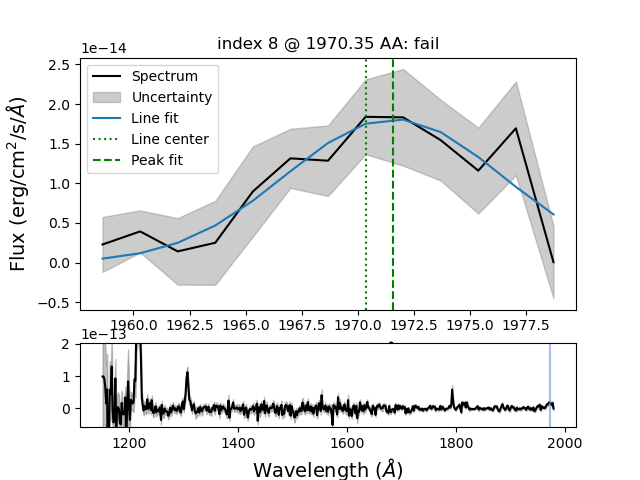 index 8 @ 1970.35 AA: fail
1e−14
2.5
2.0
1.5
1.0
0.5
0.0
−0.5
Flux (erg/cm²/s/Å)
Spectrum
Uncertainty
Line fit
Line center
Peak fit
1960.0 1962.5 1965.0 1967.5 1970.0 1972.5 1975.0 1977.5
1e−13
2
1
0
1200 1400 1600 1800 2000
Wavelength (Å)